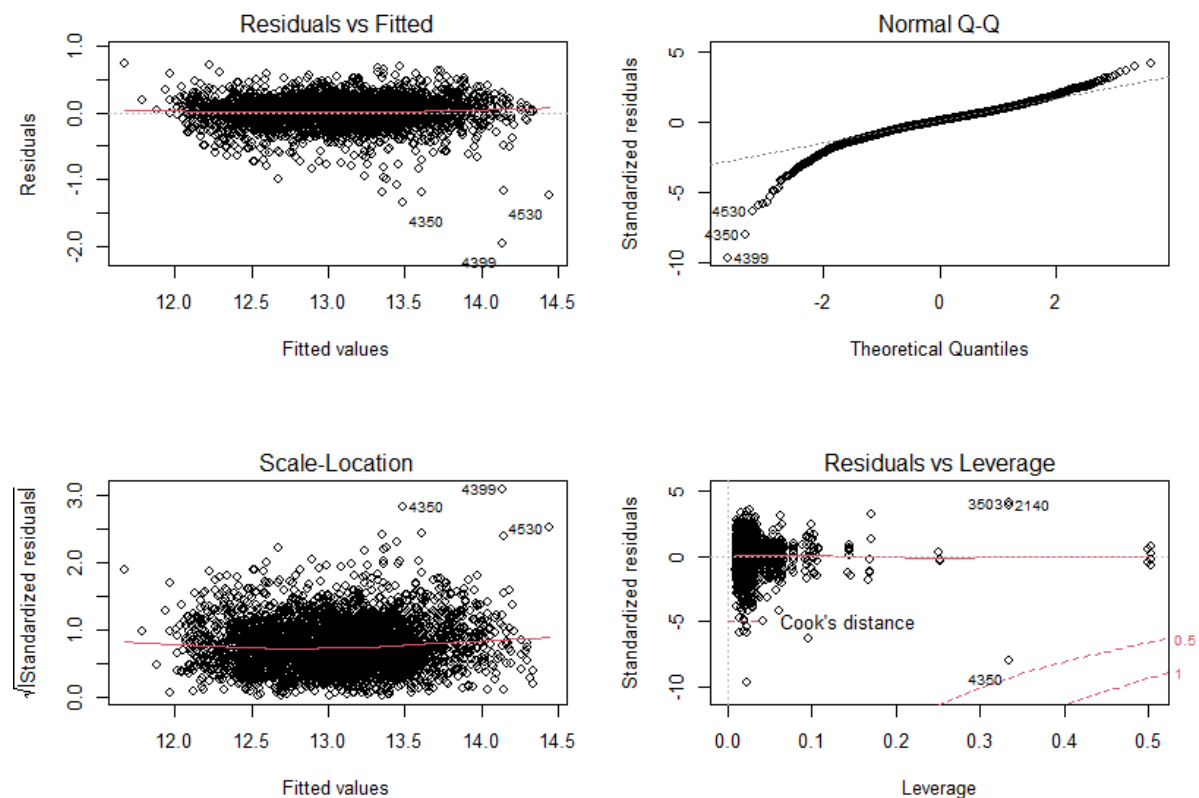 Residuals vs Fitted
Residuals
1.0
0.0
-1.0
-2.0
4350
4530
4399
12.0 12.5 13.0 13.5 14.0 14.5
Fitted values
Normal Q-Q
Standardized residuals
5
0
-5
-10
4530
4350
4399
-2 0 2
Theoretical Quantiles
Scale-Location
√|Standardized residuals|
3.0
2.0
1.0
0.0
4399
4350
4530
12.0 12.5 13.0 13.5 14.0 14.5
Fitted values
Residuals vs Leverage
Standardized residuals
5
0
-5
-10
3503 2140
Cook's distance
4350
0.5
1
0.0 0.1 0.2 0.3 0.4 0.5
Leverage